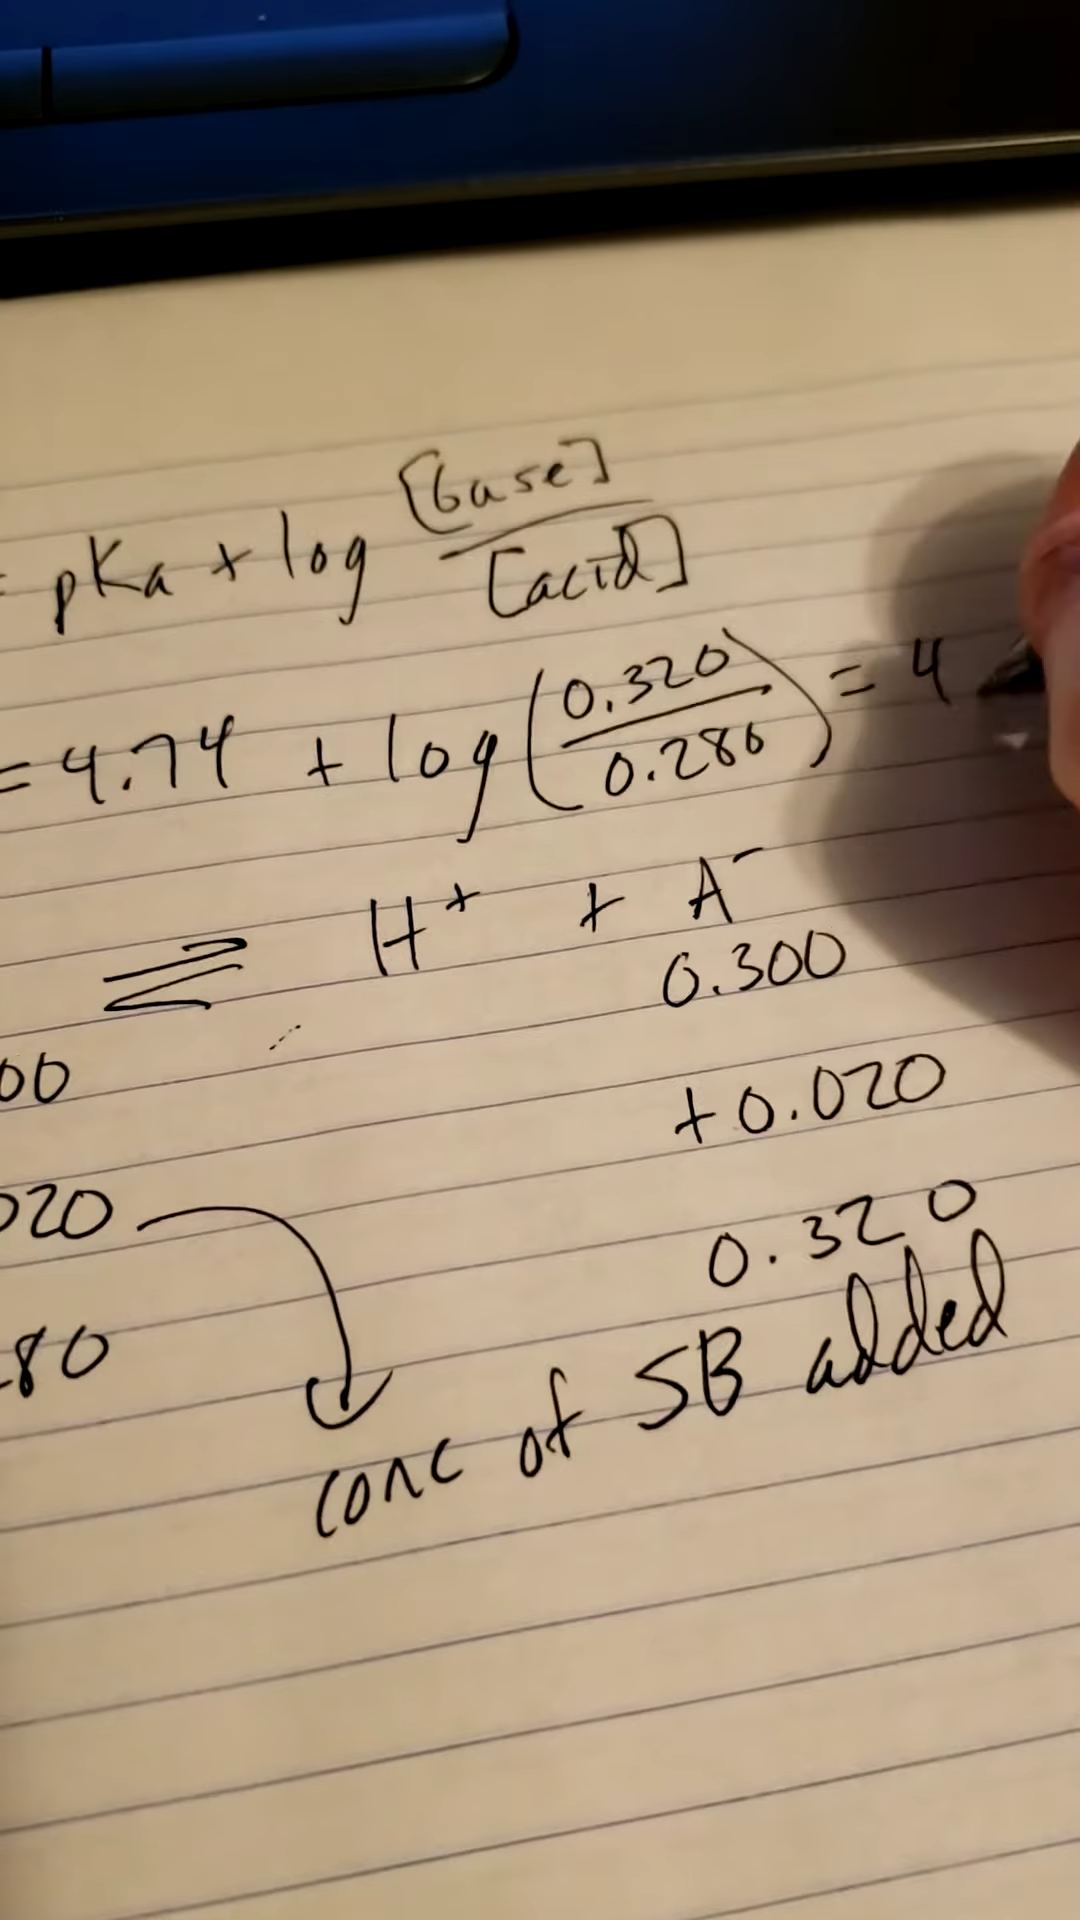 = pKa + log [base]/[acid]
= 4.74 + log(0.320/0.280) = 4
⇌ H⁺ + A⁻
0.300
00
+0.020
020
0.320
80
conc of SB added